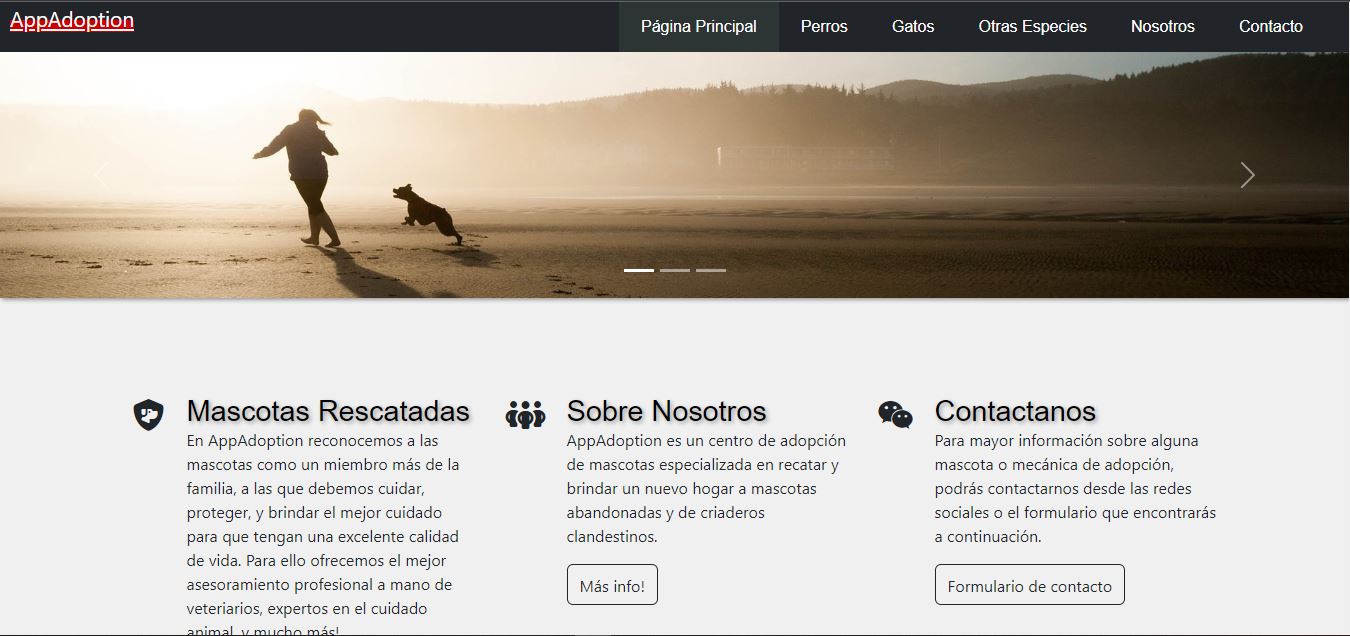 AppAdoption
Página Principal Perros Gatos Otras Especies Nosotros Contacto
Mascotas Rescatadas
En AppAdoption reconocemos a las
mascotas como un miembro más de la
familia, a las que debemos cuidar,
proteger, y brindar el mejor cuidado
para que tengan una excelente calidad
de vida. Para ello ofrecemos el mejor
asesoramiento profesional a mano de
veteriarios, expertos en el cuidado
animal, y mucho más!
Sobre Nosotros
AppAdoption es un centro de adopción
de mascotas especializada en recatar y
brindar un nuevo hogar a mascotas
abandonadas y de criaderos
clandestinos.
Más info!
Contactanos
Para mayor información sobre alguna
mascota o mecánica de adopción,
podrás contactarnos desde las redes
sociales o el formulario que encontrarás
a continuación.
Formulario de contacto